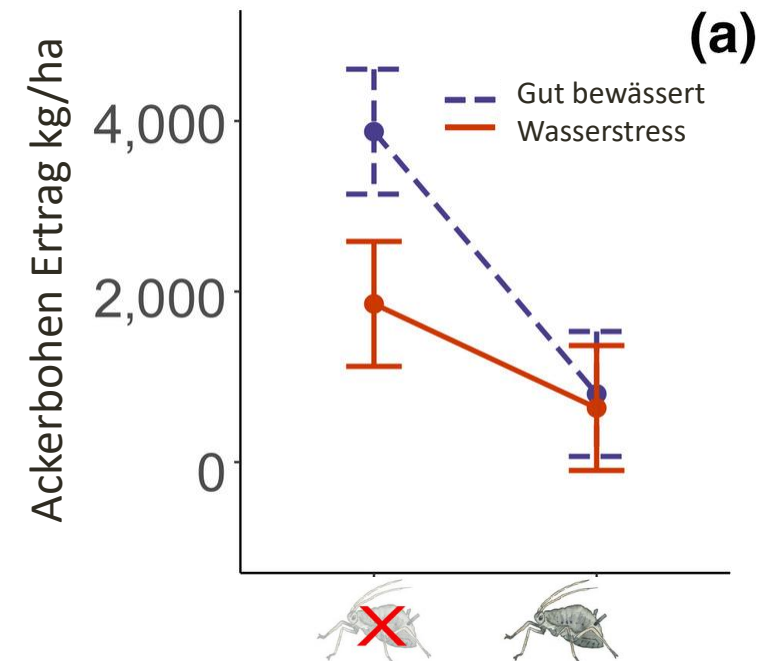 (a)
Ackerbohen Ertrag kg/ha
4,000
2,000
0
Gut bewässert
Wasserstress